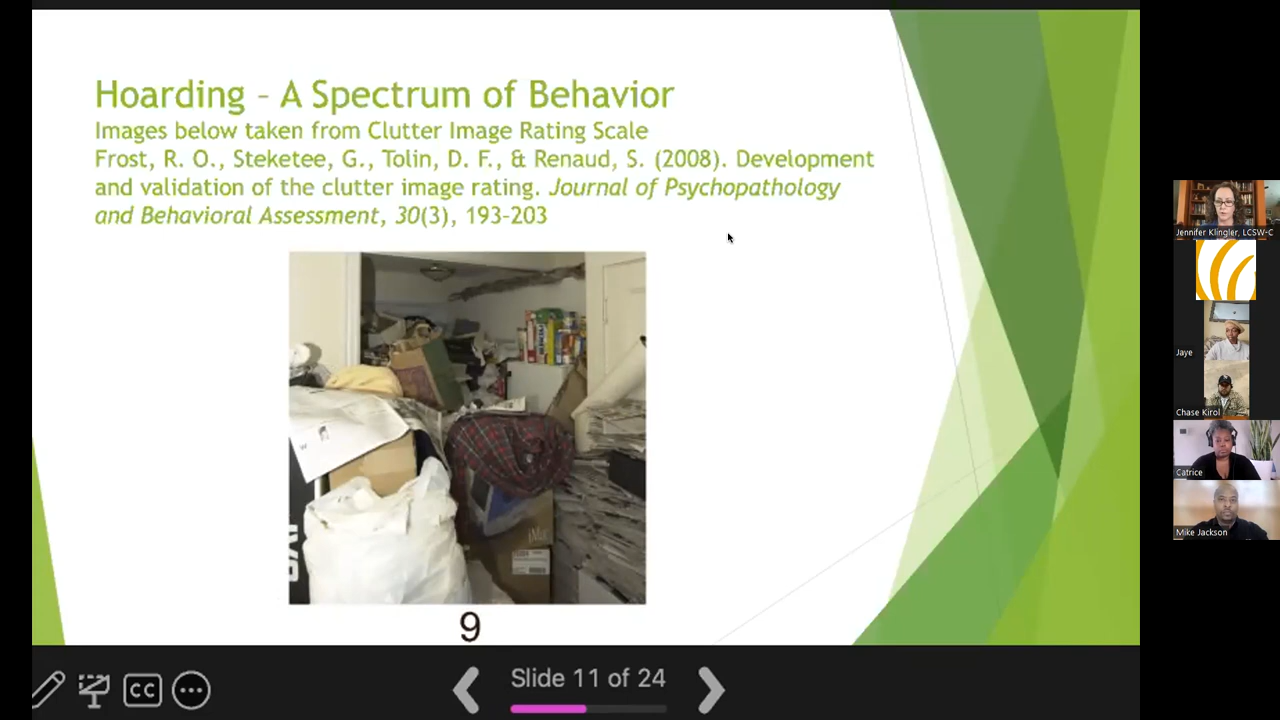 Hoarding – A Spectrum of Behavior
Images below taken from Clutter Image Rating Scale
Frost, R. O., Steketee, G., Tolin, D. F., & Renaud, S. (2008). Development
and validation of the clutter image rating. Journal of Psychopathology
and Behavioral Assessment, 30(3), 193-203
9
CC
Slide 11 of 24
Jennifer Klingler, LCSW-C
Jaye
Chase Kirol
Catrice
Mike Jackson